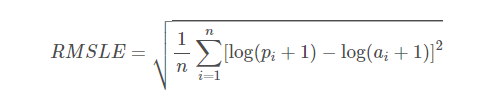 RMSLE = \sqrt{\frac{1}{n} \sum_{i=1}^{n} [\log(p_i + 1) - \log(a_i + 1)]^2}